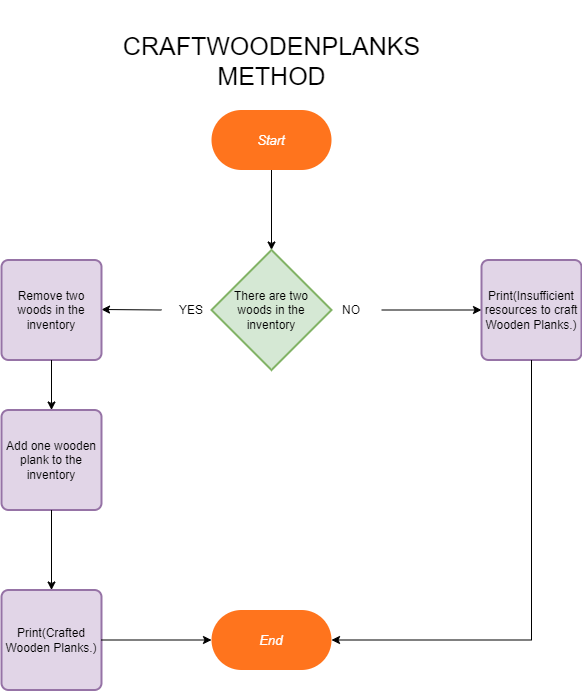 CRAFTWOODENPLANKS
METHOD
Start
There are two
woods in the
inventory
YES
NO
Remove two
woods in the
inventory
Print(Insufficient
resources to craft
Wooden Planks.)
Add one wooden
plank to the
inventory
Print(Crafted
Wooden Planks.)
End